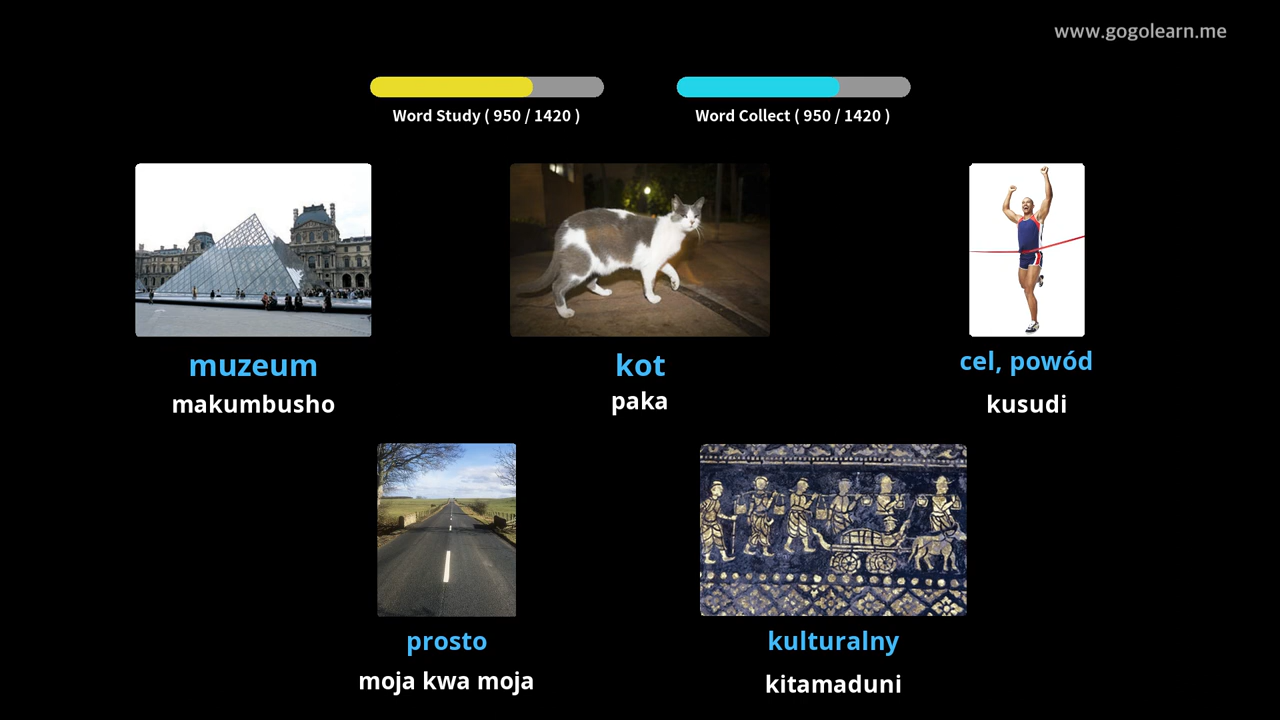 www.gogolearn.me
Word Study ( 950 / 1420 )
Word Collect ( 950 / 1420 )
muzeum
makumbusho
kot
paka
cel, powód
kusudi
prosto
moja kwa moja
kulturalny
kitamaduni